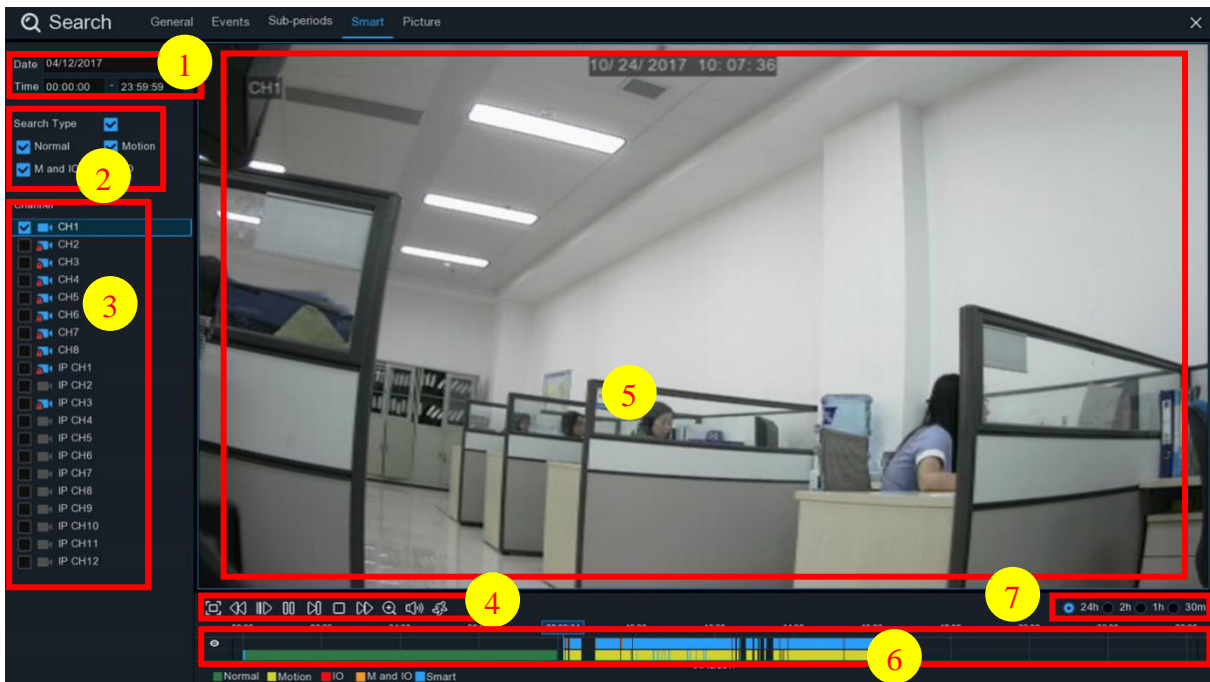 Search General Events Sub-periods Smart Picture
Date 04/12/2017
Time 00:00:00 - 23:59:59
1
Search Type
Normal Motion
M and IO
2
Channel
CH1
CH2
CH3
CH4
CH5
CH6
CH7
CH8
IP CH1
IP CH2
IP CH3
IP CH4
IP CH5
IP CH6
IP CH7
IP CH8
IP CH9
IP CH10
IP CH11
IP CH12
3
10/24/2017 10:07:36
CH1
5
4
7
24h 2h 1h 30m
6
Normal Motion IO M and IO Smart